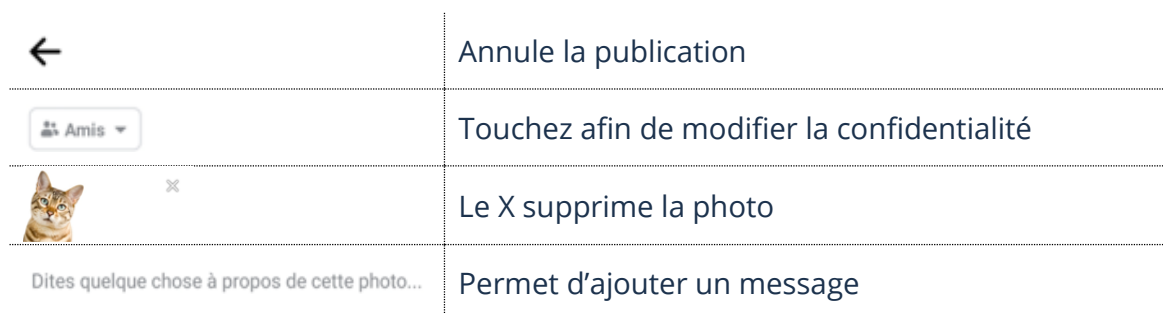 Annule la publication
Amis
Touchez afin de modifier la confidentialité
Le X supprime la photo
Dites quelque chose à propos de cette photo...
Permet d’ajouter un message